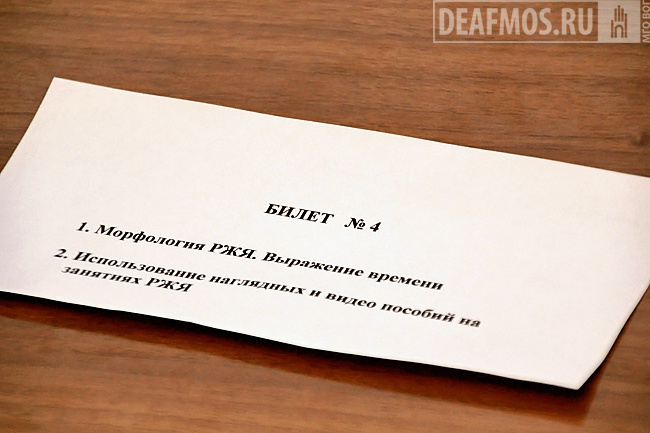 DEAFMOS.RU
МГО ВОГ
БИЛЕТ № 4
1. Морфология РЖЯ. Выражение времени
2. Использование наглядных и видео пособий на
занятиях РЖЯ